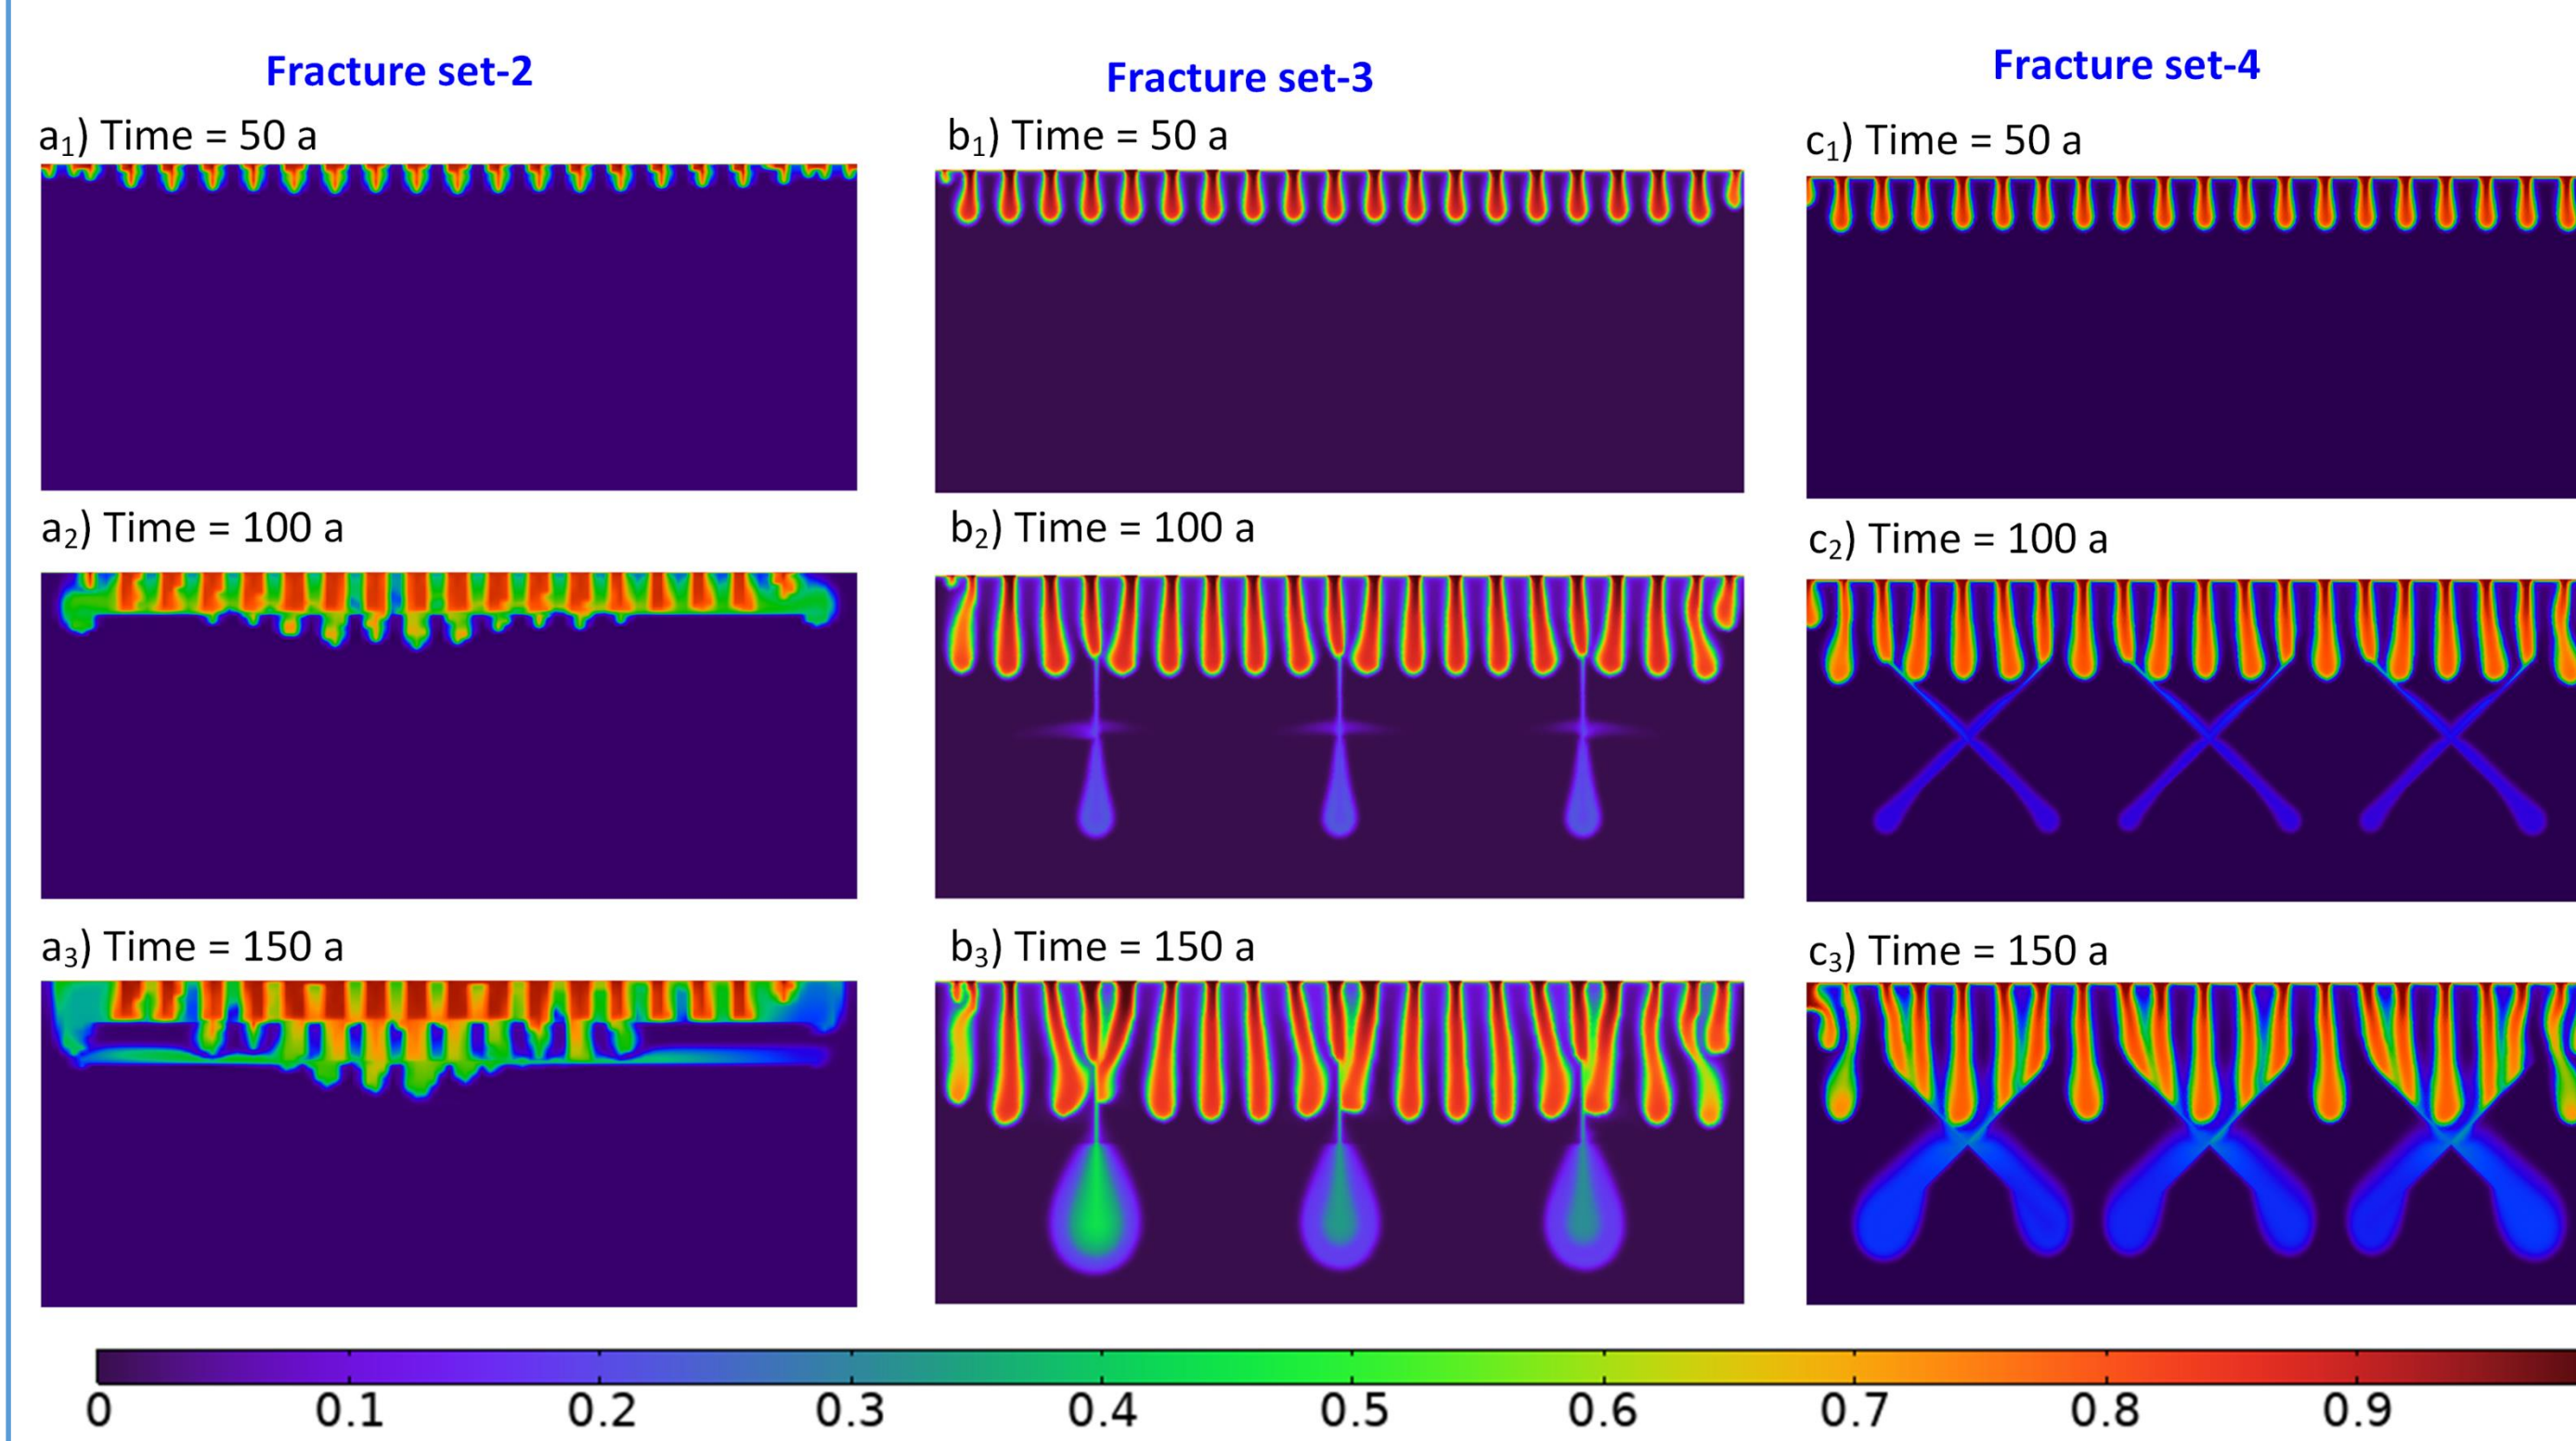 Fracture set-2 Fracture set-3 Fracture set-4
a₁) Time = 50 a b₁) Time = 50 a c₁) Time = 50 a
a₂) Time = 100 a b₂) Time = 100 a c₂) Time = 100 a
a₃) Time = 150 a b₃) Time = 150 a c₃) Time = 150 a
0 0.1 0.2 0.3 0.4 0.5 0.6 0.7 0.8 0.9